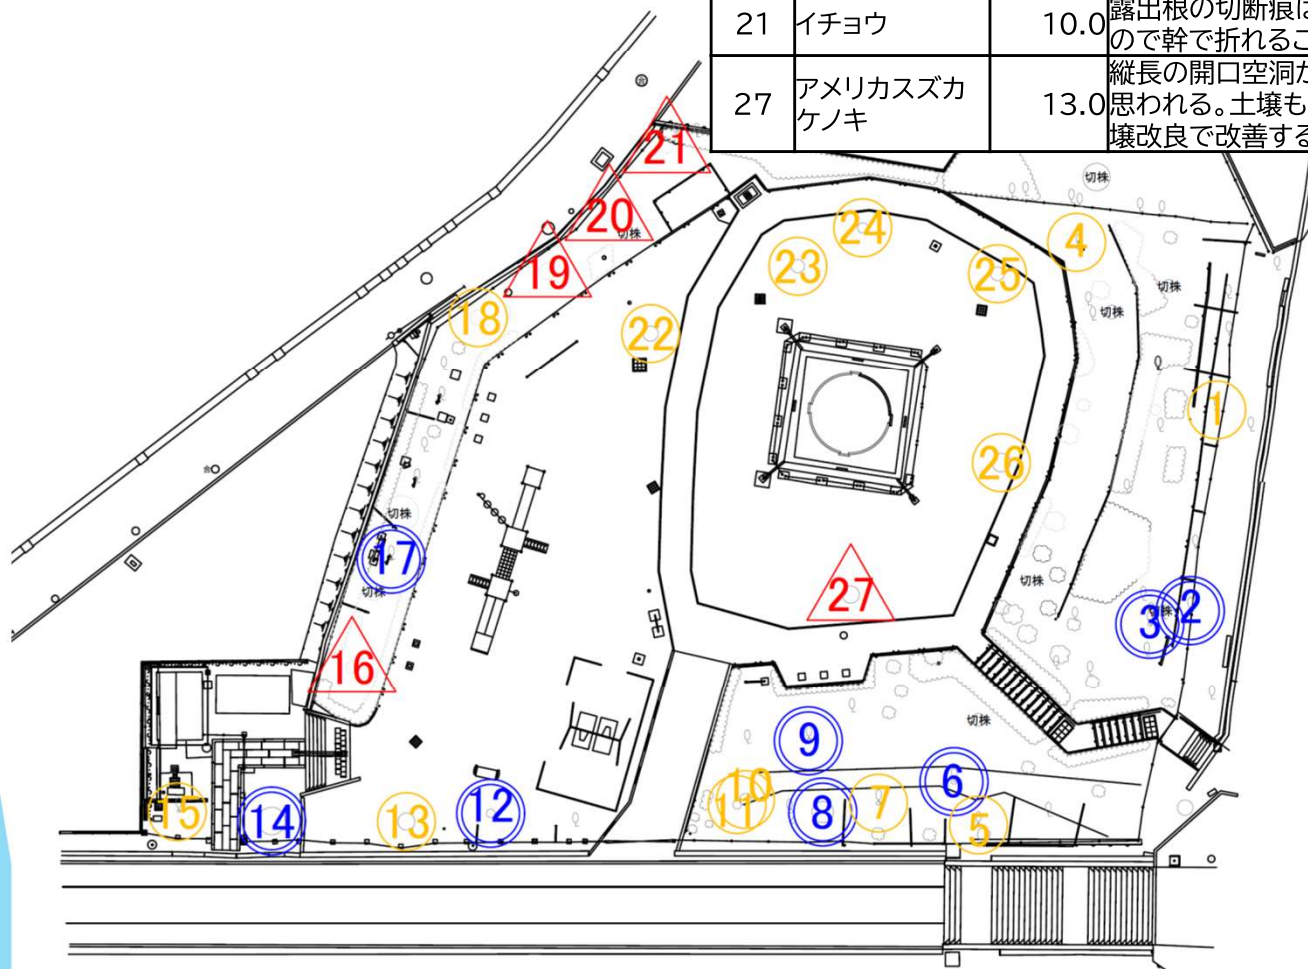 21 イチョウ 10.0 露出根の切断痕は
ので幹で折れるこ
27 アメリカスズカ
ケノキ 13.0 縦長の開口空洞が
思われる。土壌も
壌改良で改善する
21
切株
20
切株
24
4
19
23
25
切株
18
切株
22
1
26
切株
17
切株
27
切株
切株
2
3
16
切株
9
6
10
11
7
8
12
5
15
14
13